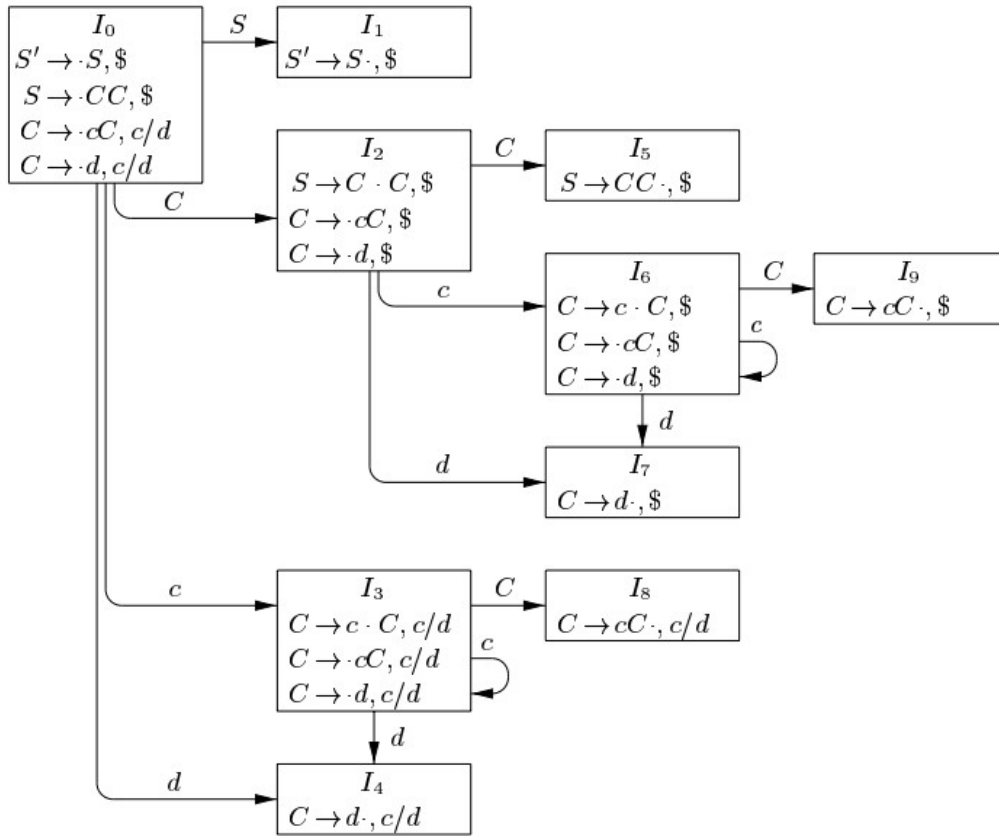 I₀
S′ → ·S, $
S → ·CC, $
C → ·cC, c/d
C → ·d, c/d
S
I₁
S′ → S·, $
C
I₂
S → C · C, $
C → ·cC, $
C → ·d, $
C
I₅
S → CC·, $
c
I₆
C → c · C, $
C → ·cC, $
C → ·d, $
C
I₉
C → cC·, $
c
d
d
I₇
C → d·, $
c
I₃
C → c · C, c/d
C → ·cC, c/d
C → ·d, c/d
C
I₈
C → cC·, c/d
c
d
d
I₄
C → d·, c/d